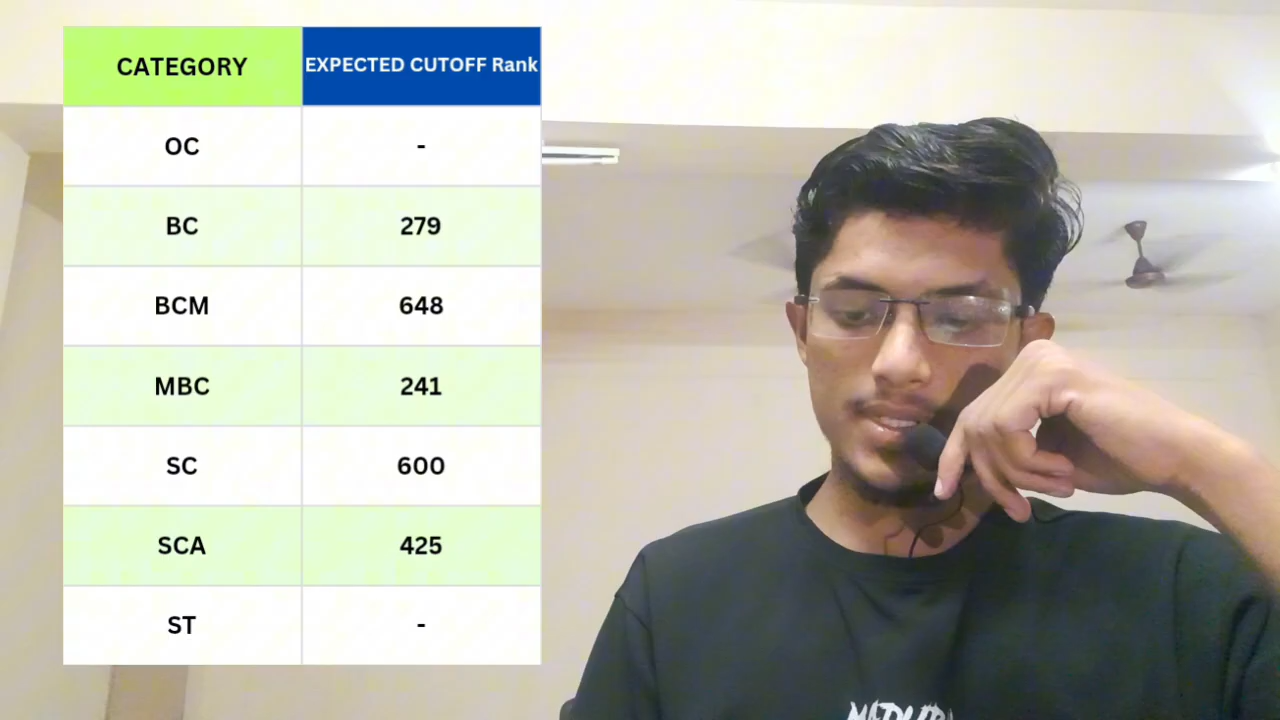 CATEGORY EXPECTED CUTOFF Rank
OC -
BC 279
BCM 648
MBC 241
SC 600
SCA 425
ST -